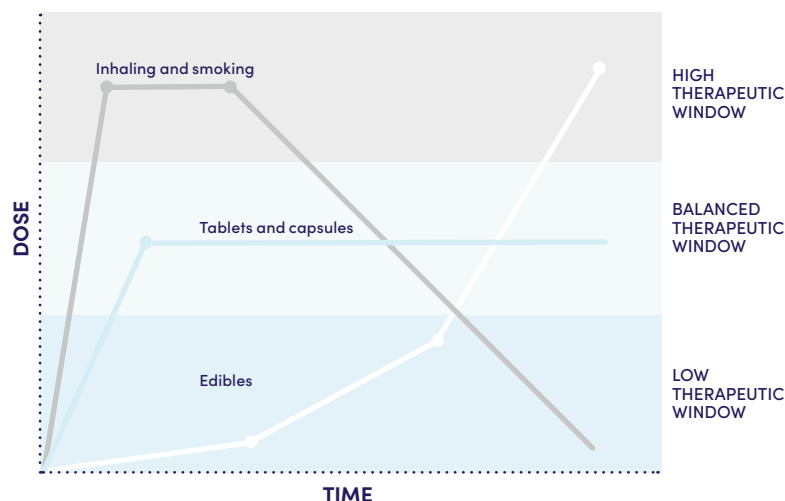 Inhaling and smoking
HIGH
THERAPEUTIC
WINDOW
DOSE
Tablets and capsules
BALANCED
THERAPEUTIC
WINDOW
Edibles
LOW
THERAPEUTIC
WINDOW
TIME